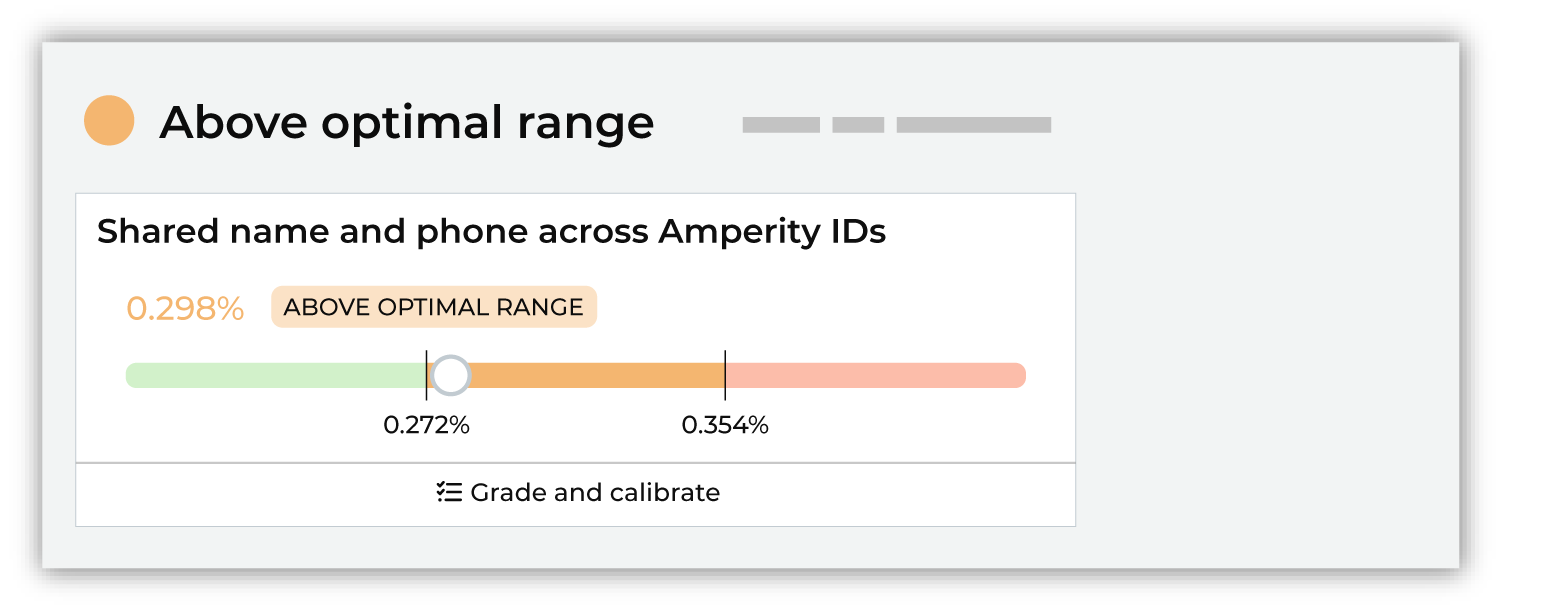 Above optimal range
Shared name and phone across Amperity IDs
0.298% ABOVE OPTIMAL RANGE
0.272% 0.354%
Grade and calibrate